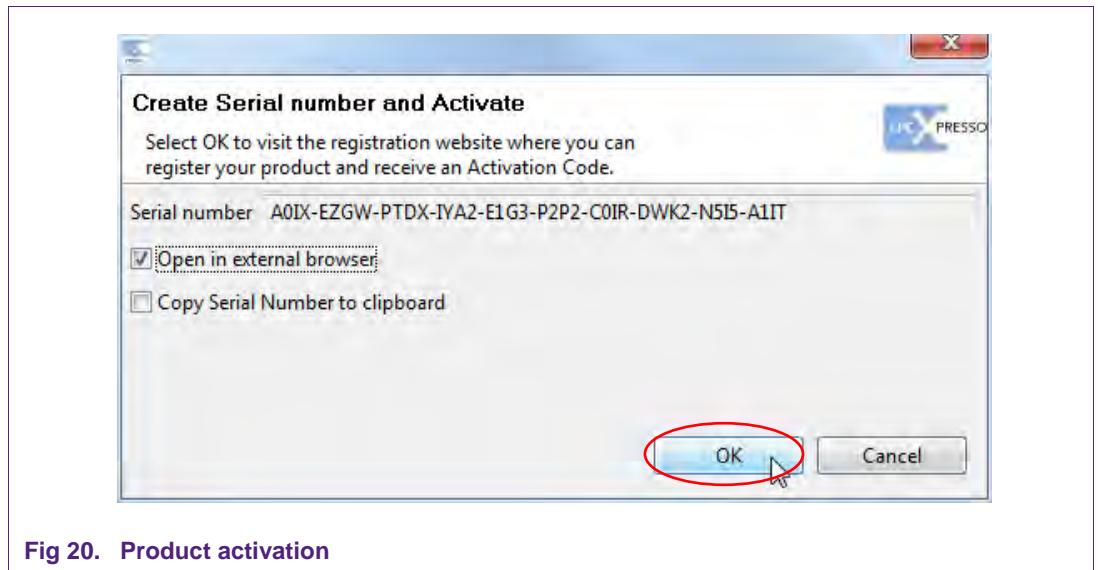 Create Serial number and Activate
Select OK to visit the registration website where you can
register your product and receive an Activation Code.
LPC XPRESSO
Serial number A0IX-EZGW-PTDX-IYA2-E1G3-P2P2-C0IR-DWK2-N5I5-A1IT
Open in external browser
Copy Serial Number to clipboard
OK
Cancel
Fig 20. Product activation